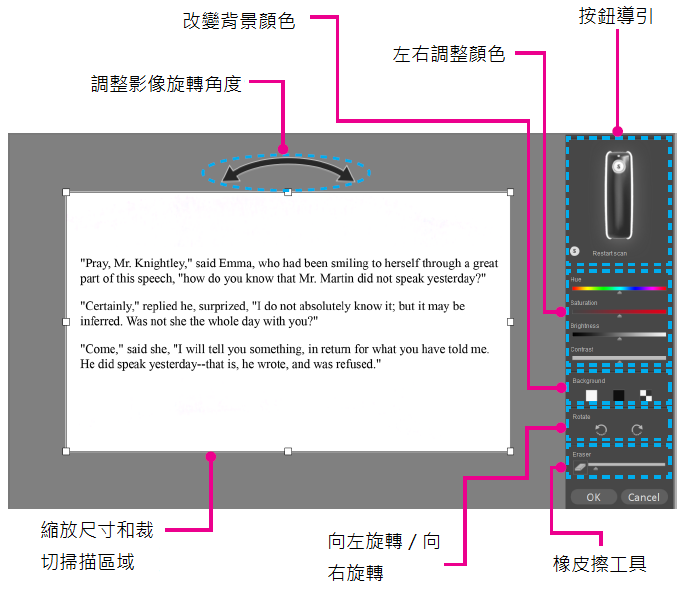 按鈕導引
改變背景顏色
左右調整顏色
調整影像旋轉角度
"Pray, Mr. Knightley," said Emma, who had been smiling to herself through a great
part of this speech, "how do you know that Mr. Martin did not speak yesterday?"
"Certainly," replied he, surprized, "I do not absolutely know it; but it may be
inferred. Was not she the whole day with you?"
"Come," said she, "I will tell you something, in return for what you have told me.
He did speak yesterday--that is, he wrote, and was refused."
S
S
Restart scan
Hue
Saturation
Brightness
Contrast
Background
Rotate
Eraser
OK
Cancel
縮放尺寸和裁
切掃描區域
向左旋轉 / 向
右旋轉
橡皮擦工具